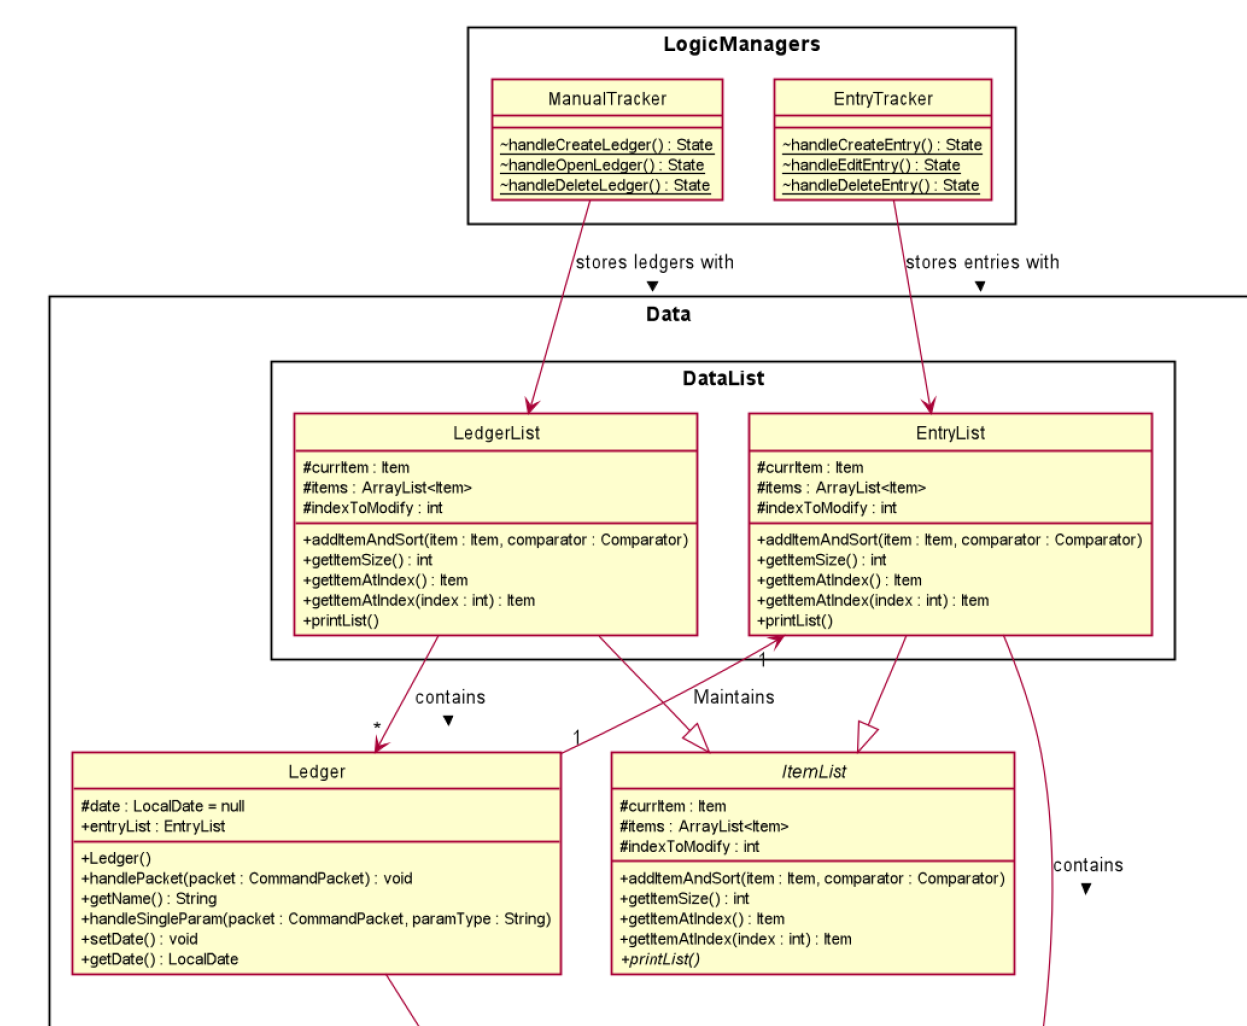 LogicManagers
ManualTracker
~handleCreateLedger() : State
~handleOpenLedger() : State
~handleDeleteLedger() : State
EntryTracker
~handleCreateEntry() : State
~handleEditEntry() : State
~handleDeleteEntry() : State
stores ledgers with
▼
stores entries with
▼
Data
DataList
LedgerList
#currItem : Item
#items : ArrayList<Item>
#indexToModify : int
+addItemAndSort(item : Item, comparator : Comparator)
+getItemSize() : int
+getItemAtIndex() : Item
+getItemAtIndex(index : int) : Item
+printList()
EntryList
#currItem : Item
#items : ArrayList<Item>
#indexToModify : int
+addItemAndSort(item : Item, comparator : Comparator)
+getItemSize() : int
+getItemAtIndex() : Item
+getItemAtIndex(index : int) : Item
+printList()
contains
▼
*
1
Maintains
1
Ledger
#date : LocalDate = null
+entryList : EntryList
+Ledger()
+handlePacket(packet : CommandPacket) : void
+getName() : String
+handleSingleParam(packet : CommandPacket, paramType : String)
+setDate() : void
+getDate() : LocalDate
ItemList
#currItem : Item
#items : ArrayList<Item>
#indexToModify : int
+addItemAndSort(item : Item, comparator : Comparator)
+getItemSize() : int
+getItemAtIndex() : Item
+getItemAtIndex(index : int) : Item
+printList()
contains
▼